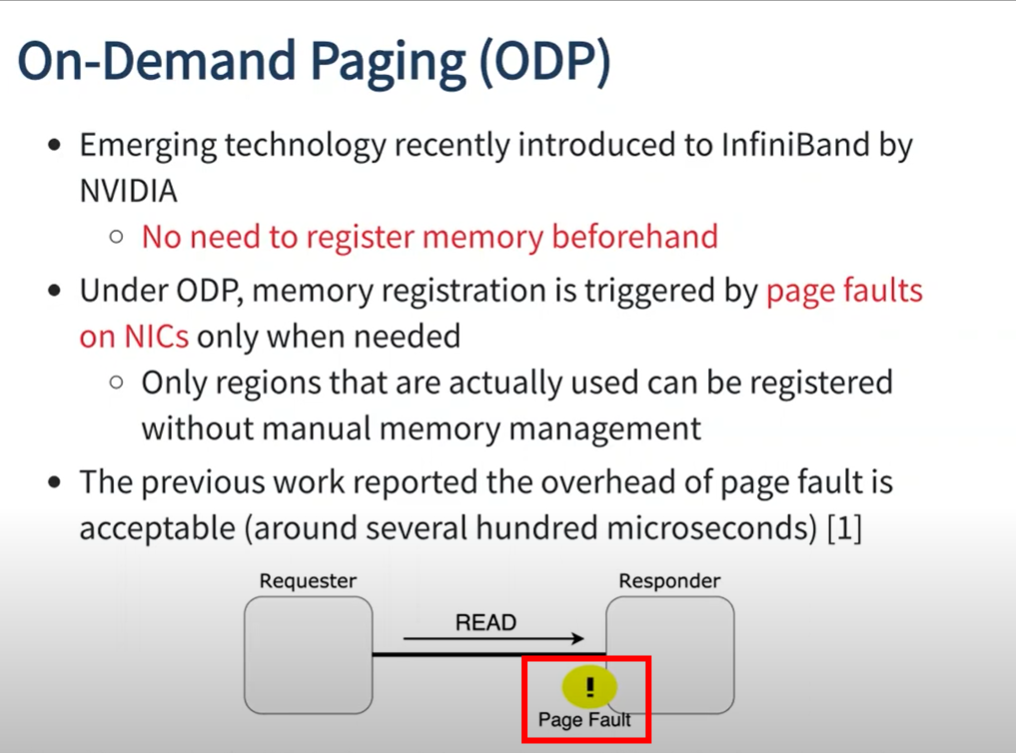 On-Demand Paging (ODP)
• Emerging technology recently introduced to InfiniBand by
NVIDIA
○ No need to register memory beforehand
• Under ODP, memory registration is triggered by page faults
on NICs only when needed
○ Only regions that are actually used can be registered
without manual memory management
• The previous work reported the overhead of page fault is
acceptable (around several hundred microseconds) [1]
Requester
Responder
READ
!
Page Fault